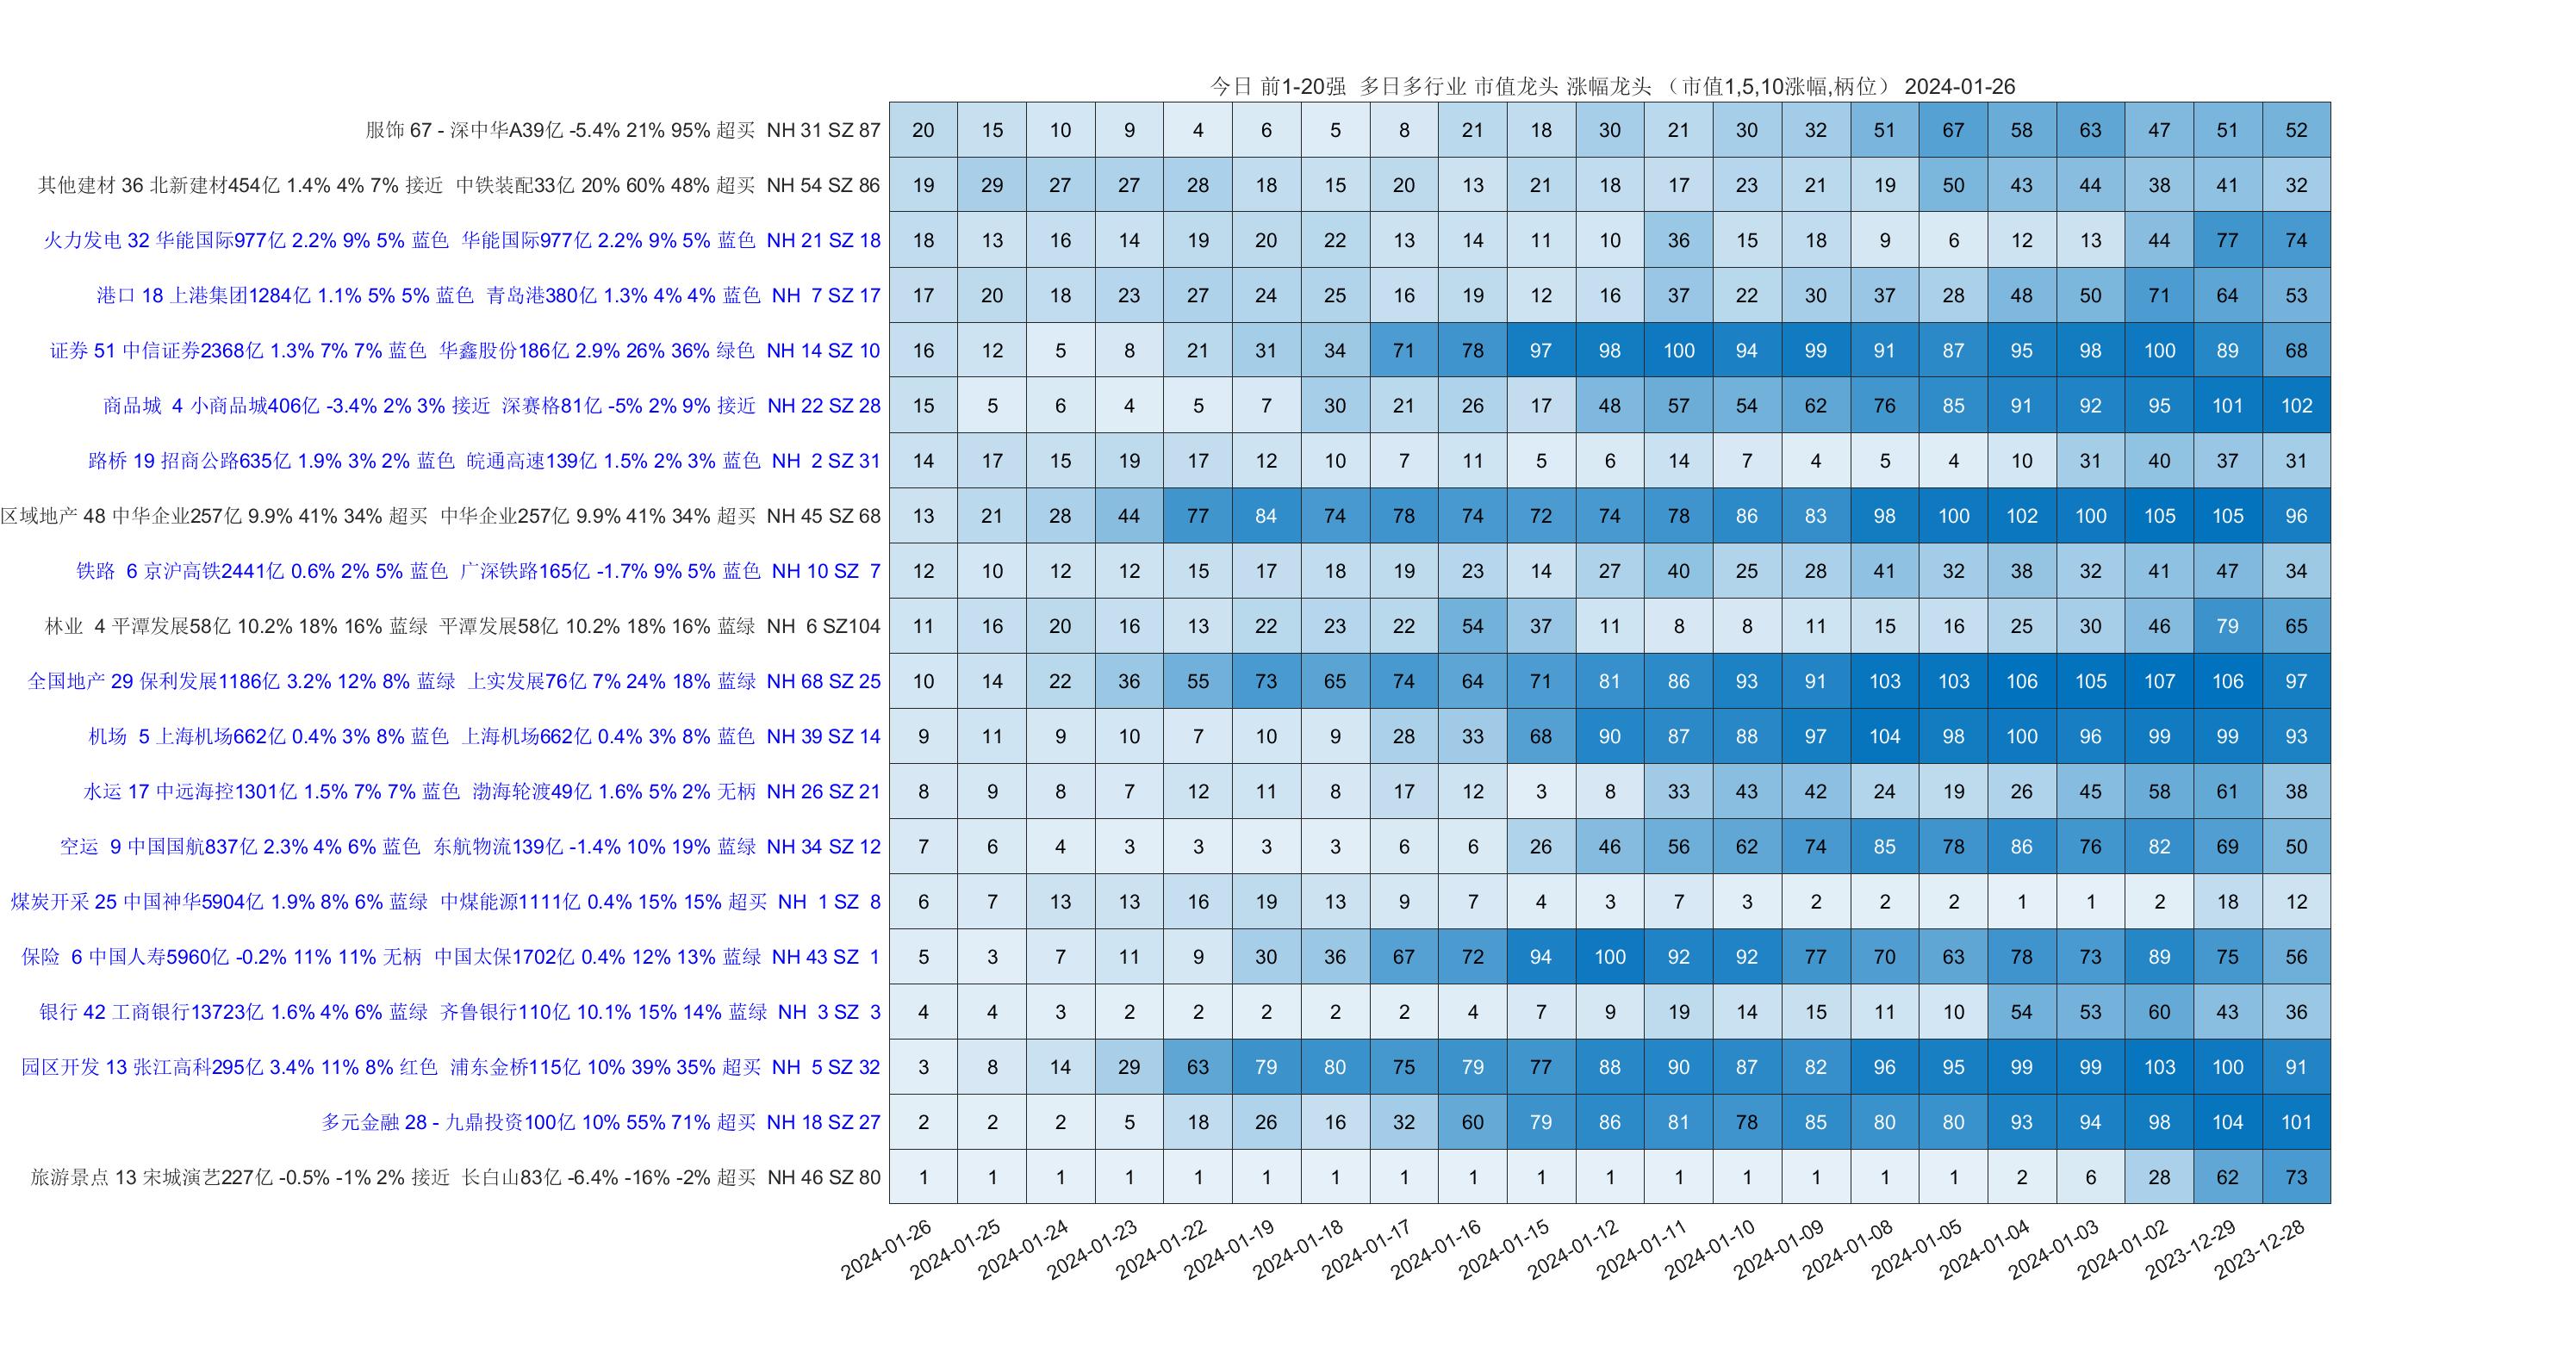 今日 前1-20强 多日多行业 市值龙头 涨幅龙头 （市值1,5,10涨幅,柄位） 2024-01-26
服饰 67 - 深中华A39亿 -5.4% 21% 95% 超买 NH 31 SZ 87 20 15 10 9 4 6 5 8 21 18 30 21 30 32 51 67 58 63 47 51 52
其他建材 36 北新建材454亿 1.4% 4% 7% 接近 中铁装配33亿 20% 60% 48% 超买 NH 54 SZ 86 19 29 27 27 28 18 15 20 13 21 18 17 23 21 19 50 43 44 38 41 32
火力发电 32 华能国际977亿 2.2% 9% 5% 蓝色 华能国际977亿 2.2% 9% 5% 蓝色 NH 21 SZ 18 18 13 16 14 19 20 22 13 14 11 10 36 15 18 9 6 12 13 44 77 74
港口 18 上港集团1284亿 1.1% 5% 5% 蓝色 青岛港380亿 1.3% 4% 4% 蓝色 NH 7 SZ 17 17 20 18 23 27 24 25 16 19 12 16 37 22 30 37 28 48 50 71 64 53
证券 51 中信证券2368亿 1.3% 7% 7% 蓝色 华鑫股份186亿 2.9% 26% 36% 绿色 NH 14 SZ 10 16 12 5 8 21 31 34 71 78 97 98 100 94 99 91 87 95 98 100 89 68
商品城 4 小商品城406亿 -3.4% 2% 3% 接近 深赛格81亿 -5% 2% 9% 接近 NH 22 SZ 28 15 5 6 4 5 7 30 21 26 17 48 57 54 62 76 85 91 92 95 101 102
路桥 19 招商公路635亿 1.9% 3% 2% 蓝色 皖通高速139亿 1.5% 2% 3% 蓝色 NH 2 SZ 31 14 17 15 19 17 12 10 7 11 5 6 14 7 4 5 4 10 31 40 37 31
区域地产 48 中华企业257亿 9.9% 41% 34% 超买 中华企业257亿 9.9% 41% 34% 超买 NH 45 SZ 68 13 21 28 44 77 84 74 78 74 72 74 78 86 83 98 100 102 100 105 105 96
铁路 6 京沪高铁2441亿 0.6% 2% 5% 蓝色 广深铁路165亿 -1.7% 9% 5% 蓝色 NH 10 SZ 7 12 10 12 12 15 17 18 19 23 14 27 40 25 28 41 32 38 32 41 47 34
林业 4 平潭发展58亿 10.2% 18% 16% 蓝绿 平潭发展58亿 10.2% 18% 16% 蓝绿 NH 6 SZ104 11 16 20 16 13 22 23 22 54 37 11 8 8 11 15 16 25 30 46 79 65
全国地产 29 保利发展1186亿 3.2% 12% 8% 蓝绿 上实发展76亿 7% 24% 18% 蓝绿 NH 68 SZ 25 10 14 22 36 55 73 65 74 64 71 81 86 93 91 103 103 106 105 107 106 97
机场 5 上海机场662亿 0.4% 3% 8% 蓝色 上海机场662亿 0.4% 3% 8% 蓝色 NH 39 SZ 14 9 11 9 10 7 10 9 28 33 68 90 87 88 97 104 98 100 96 99 99 93
水运 17 中远海控1301亿 1.5% 7% 7% 蓝色 渤海轮渡49亿 1.6% 5% 2% 无柄 NH 26 SZ 21 8 9 8 7 12 11 8 17 12 3 8 33 43 42 24 19 26 45 58 61 38
空运 9 中国国航837亿 2.3% 4% 6% 蓝色 东航物流139亿 -1.4% 10% 19% 蓝绿 NH 34 SZ 12 7 6 4 3 3 3 3 6 6 26 46 56 62 74 85 78 86 76 82 69 50
煤炭开采 25 中国神华5904亿 1.9% 8% 6% 蓝绿 中煤能源1111亿 0.4% 15% 15% 超买 NH 1 SZ 8 6 7 13 13 16 19 13 9 7 4 3 7 3 2 2 2 1 1 2 18 12
保险 6 中国人寿5960亿 -0.2% 11% 11% 无柄 中国太保1702亿 0.4% 12% 13% 蓝绿 NH 43 SZ 1 5 3 7 11 9 30 36 67 72 94 100 92 92 77 70 63 78 73 89 75 56
银行 42 工商银行13723亿 1.6% 4% 6% 蓝绿 齐鲁银行110亿 10.1% 15% 14% 蓝绿 NH 3 SZ 3 4 4 3 2 2 2 2 2 4 7 9 19 14 15 11 10 54 53 60 43 36
园区开发 13 张江高科295亿 3.4% 11% 8% 红色 浦东金桥115亿 10% 39% 35% 超买 NH 5 SZ 32 3 8 14 29 63 79 80 75 79 77 88 90 87 82 96 95 99 99 103 100 91
多元金融 28 - 九鼎投资100亿 10% 55% 71% 超买 NH 18 SZ 27 2 2 2 5 18 26 16 32 60 79 86 81 78 85 80 80 93 94 98 104 101
旅游景点 13 宋城演艺227亿 -0.5% -1% 2% 接近 长白山83亿 -6.4% -16% -2% 超买 NH 46 SZ 80 1 1 1 1 1 1 1 1 1 1 1 1 1 1 1 1 2 6 28 62 73
2024-01-26 2024-01-25 2024-01-24 2024-01-23 2024-01-22 2024-01-19 2024-01-18 2024-01-17 2024-01-16 2024-01-15 2024-01-12 2024-01-11 2024-01-10 2024-01-09 2024-01-08 2024-01-05 2024-01-04 2024-01-03 2024-01-02 2023-12-29 2023-12-28